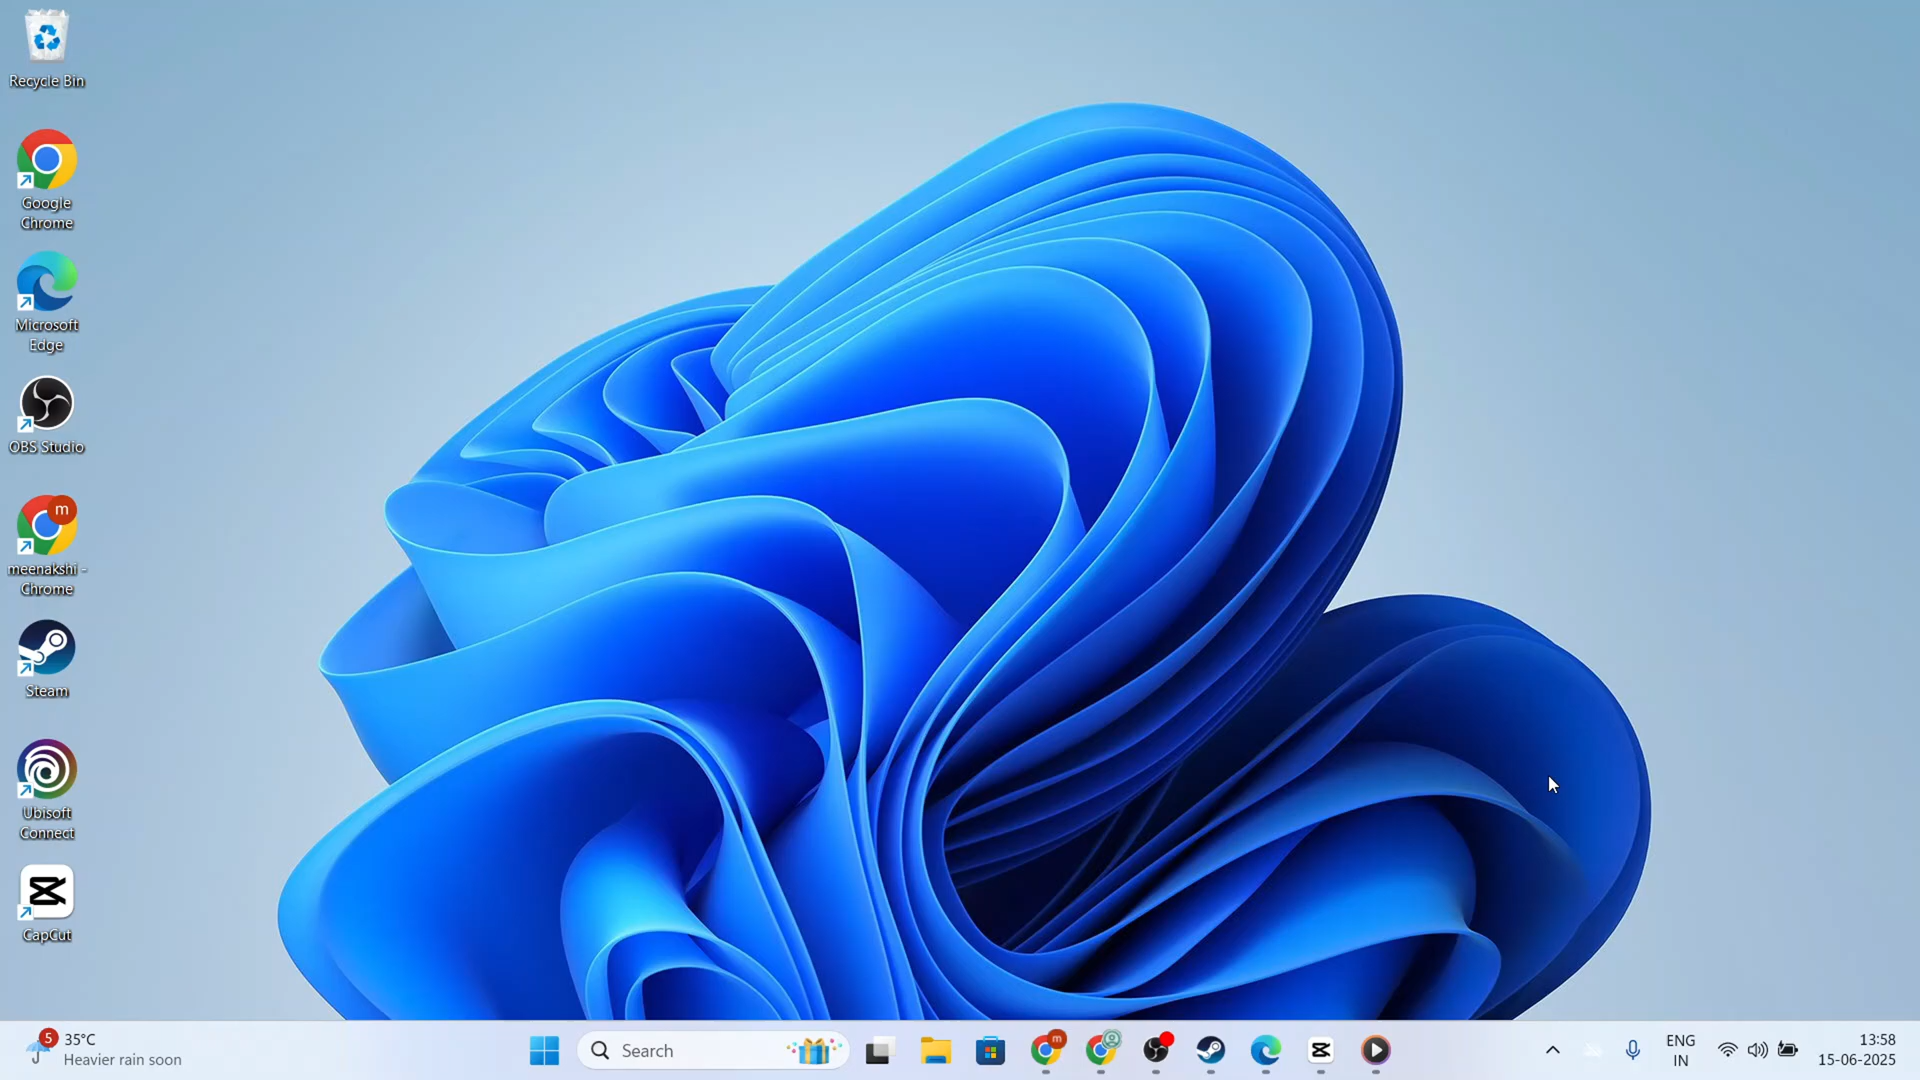 Recycle Bin
Google
Chrome
Microsoft
Edge
OBS Studio
m
meenakshi -
Chrome
Steam
Ubisoft
Connect
CapCut
5
35°C
Heavier rain soon
Search
m
ENG
IN
13:58
15-06-2025